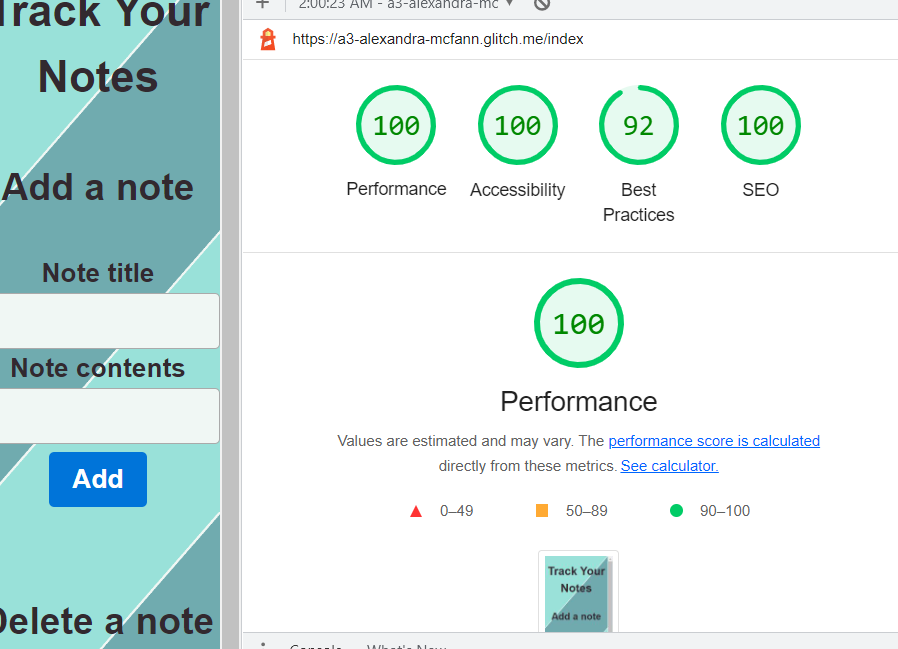 Track Your
Notes
Add a note
Note title
Note contents
Add
Delete a note
2:00:23 AM - a3-alexandra-mc
https://a3-alexandra-mcfann.glitch.me/index
100
100
92
100
Performance
Accessibility
Best
Practices
SEO
100
Performance
Values are estimated and may vary. The performance score is calculated
directly from these metrics. See calculator.
0–49
50–89
90–100
Track Your
Notes
Add a note
Console
What's New